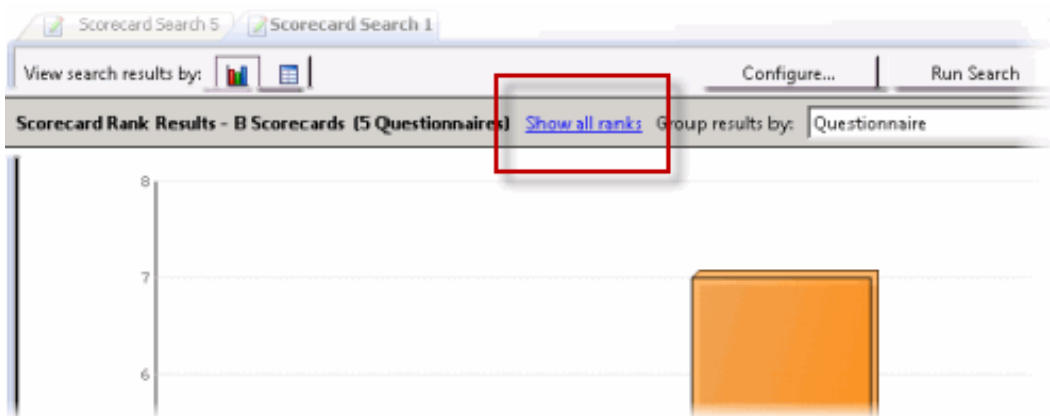 Scorecard Search 5 Scorecard Search 1
View search results by: Configure... Run Search
Scorecard Rank Results - B Scorecards (5 Questionnaires) Show all ranks Group results by: Questionnaire
8
7
6